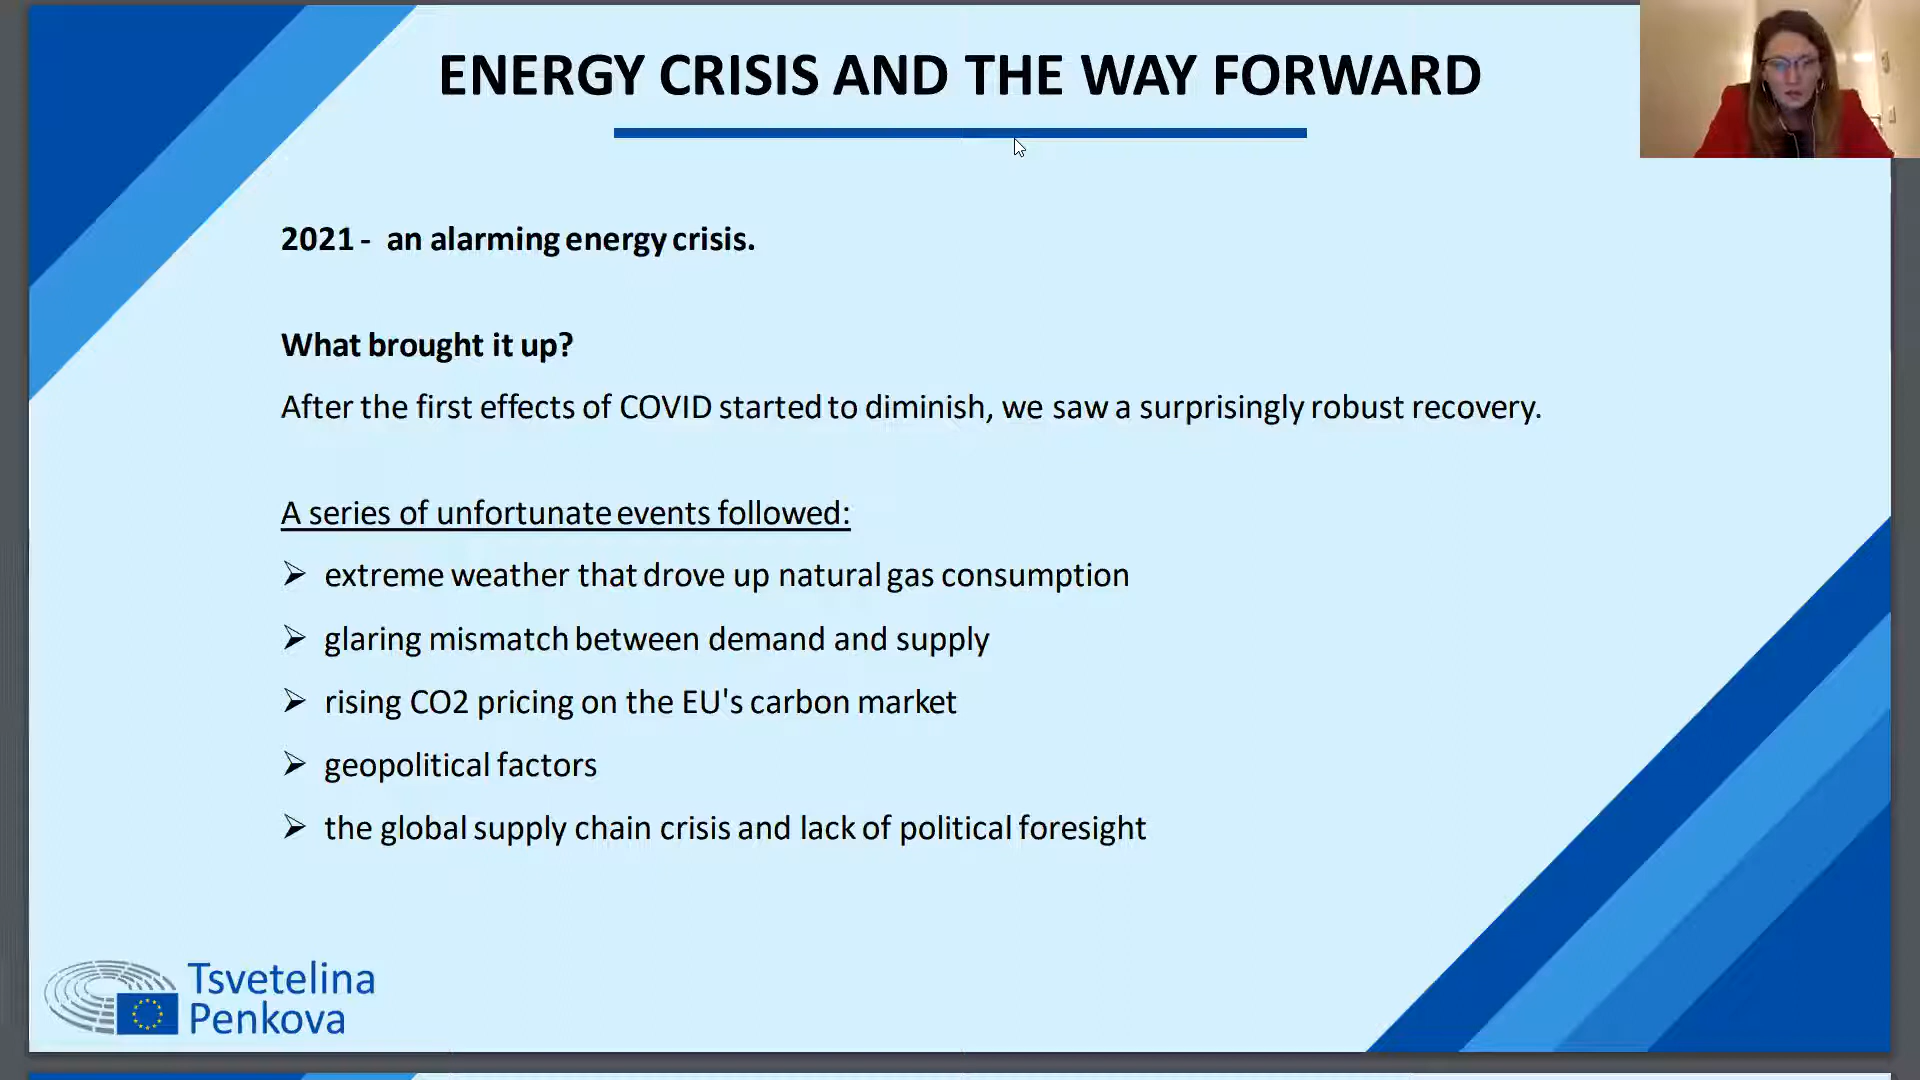 ENERGY CRISIS AND THE WAY FORWARD
2021 - an alarming energy crisis.
What brought it up?
After the first effects of COVID started to diminish, we saw a surprisingly robust recovery.
A series of unfortunate events followed:
➢ extreme weather that drove up natural gas consumption
➢ glaring mismatch between demand and supply
➢ rising CO2 pricing on the EU's carbon market
➢ geopolitical factors
➢ the global supply chain crisis and lack of political foresight
Tsvetelina
Penkova